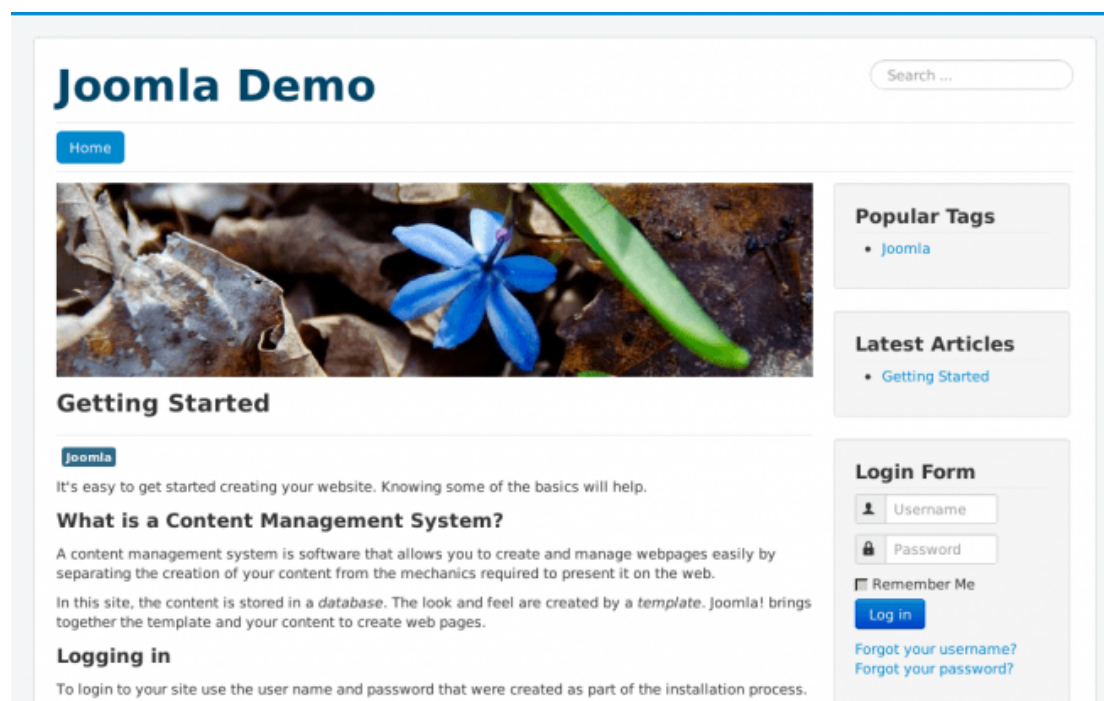 Joomla Demo
Search ...
Home
Getting Started
Joomla
It's easy to get started creating your website. Knowing some of the basics will help.
What is a Content Management System?
A content management system is software that allows you to create and manage webpages easily by
separating the creation of your content from the mechanics required to present it on the web.
In this site, the content is stored in a database. The look and feel are created by a template. Joomla! brings
together the template and your content to create web pages.
Logging in
To login to your site use the user name and password that were created as part of the installation process.
Popular Tags
Joomla
Latest Articles
Getting Started
Login Form
Username
Password
Remember Me
Log in
Forgot your username?
Forgot your password?